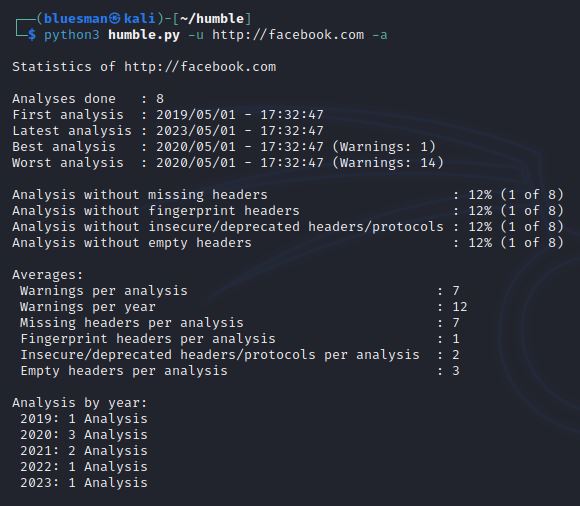 ┌──(bluesman㉿kali)-[~/humble]
└─$ python3 humble.py -u http://facebook.com -a
Statistics of http://facebook.com
Analyses done   : 8
First analysis  : 2019/05/01 - 17:32:47
Latest analysis : 2023/05/01 - 17:32:47
Best analysis   : 2020/05/01 - 17:32:47 (Warnings: 1)
Worst analysis  : 2020/05/01 - 17:32:47 (Warnings: 14)
Analysis without missing headers                       : 12% (1 of 8)
Analysis without fingerprint headers                   : 12% (1 of 8)
Analysis without insecure/deprecated headers/protocols : 12% (1 of 8)
Analysis without empty headers                         : 12% (1 of 8)
Averages:
 Warnings per analysis                               : 7
 Warnings per year                                   : 12
 Missing headers per analysis                        : 7
 Fingerprint headers per analysis                    : 1
 Insecure/deprecated headers/protocols per analysis  : 2
 Empty headers per analysis                          : 3
Analysis by year:
 2019: 1 Analysis
 2020: 3 Analysis
 2021: 2 Analysis
 2022: 1 Analysis
 2023: 1 Analysis